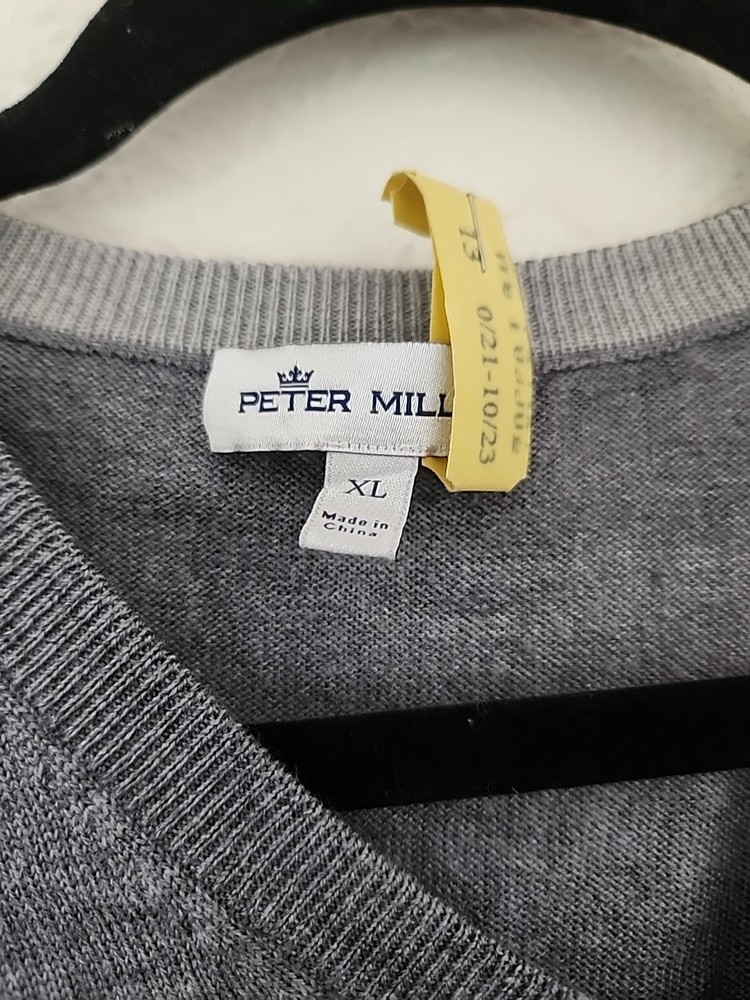 PETER MILL
XL
Made in
China
13
0/21-10/23